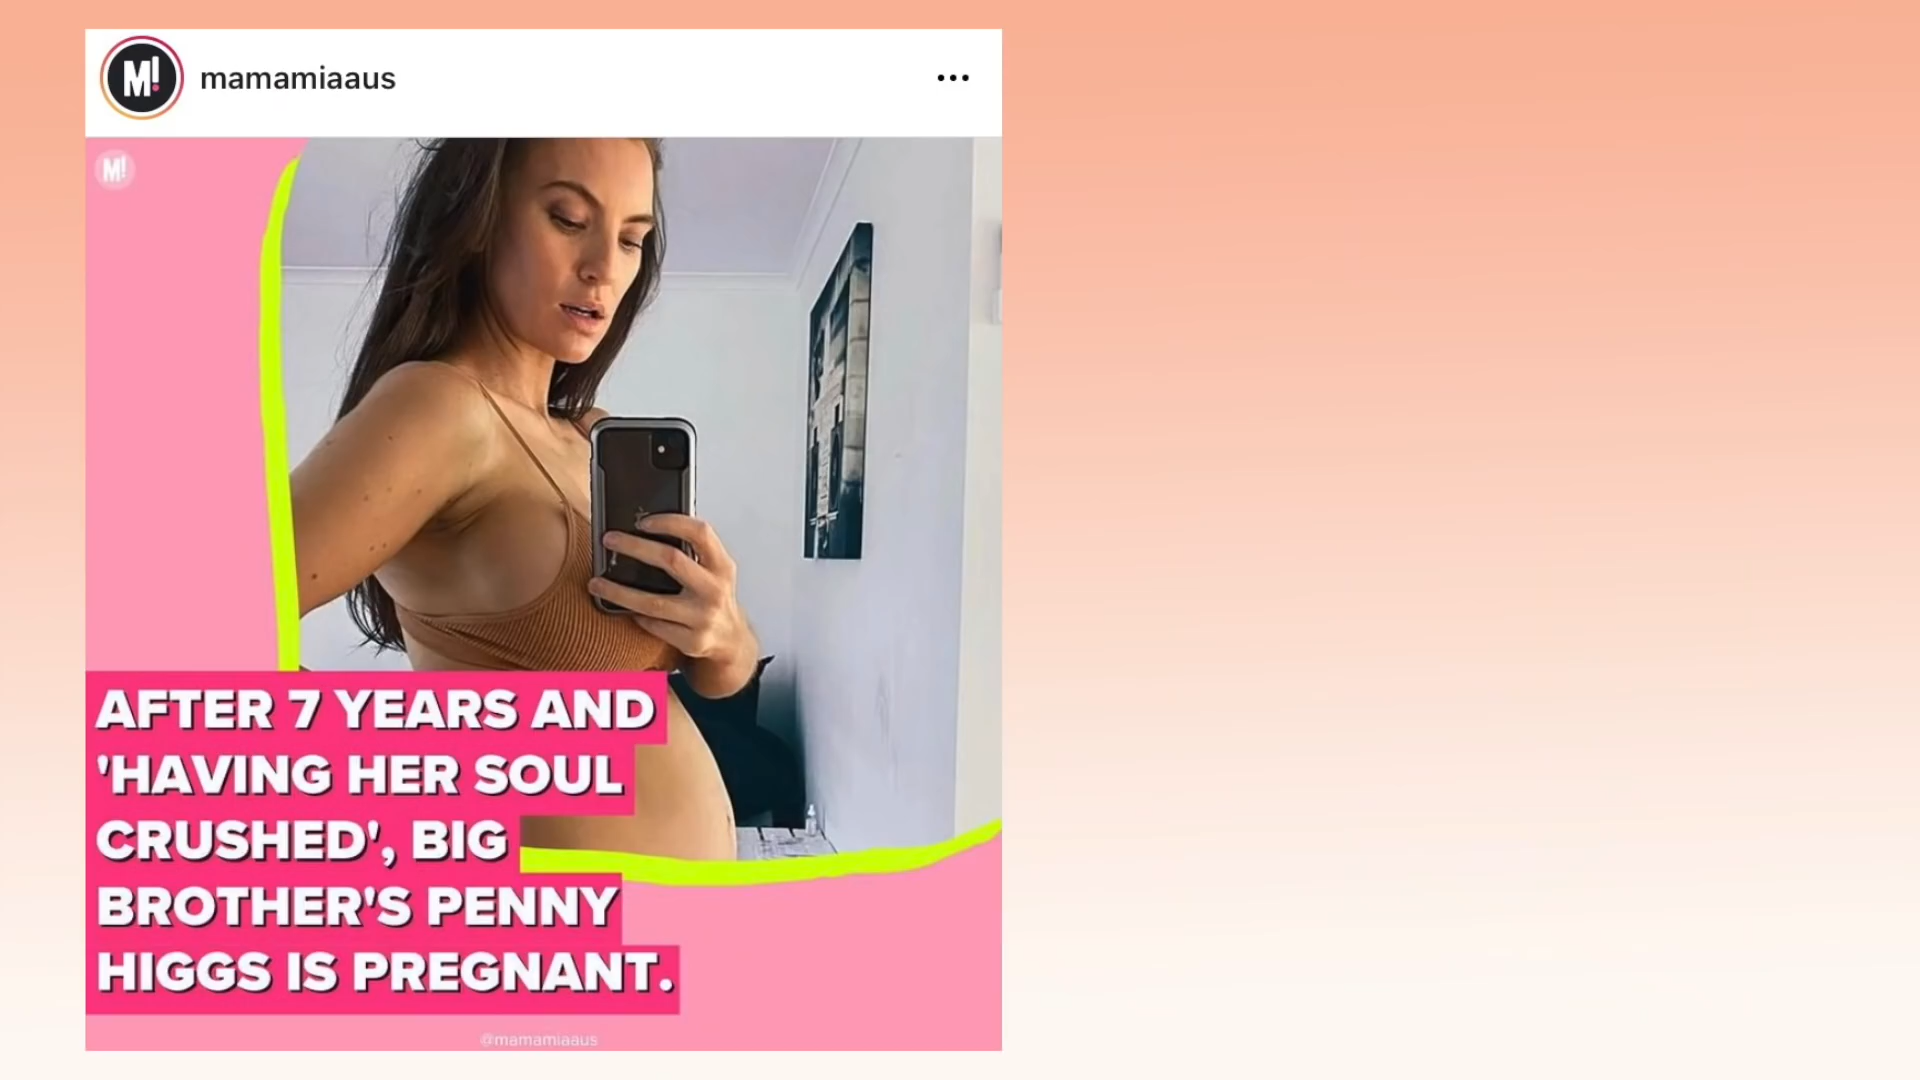 M!
mamamiaaus
M!
AFTER 7 YEARS AND
'HAVING HER SOUL
CRUSHED', BIG
BROTHER'S PENNY
HIGGS IS PREGNANT.
@mamamiaaus